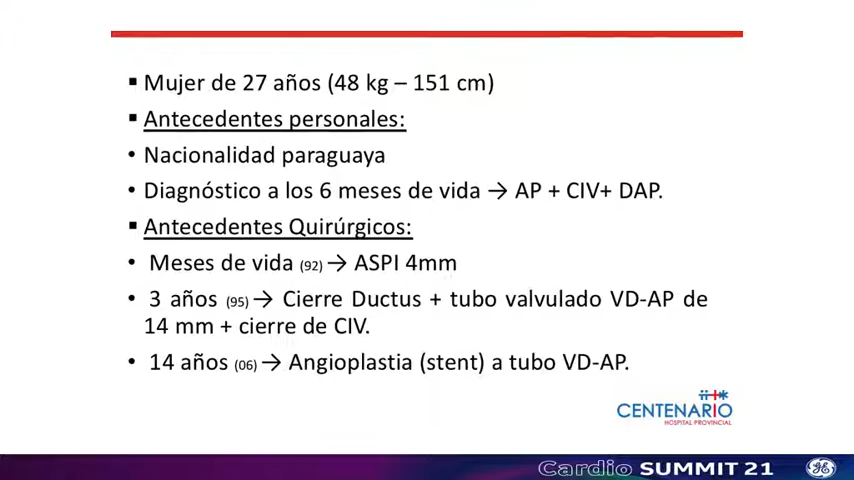 ▪ Mujer de 27 años (48 kg – 151 cm)
▪ Antecedentes personales:
• Nacionalidad paraguaya
• Diagnóstico a los 6 meses de vida → AP + CIV+ DAP.
▪ Antecedentes Quirúrgicos:
• Meses de vida (92) → ASPI 4mm
• 3 años (95) → Cierre Ductus + tubo valvulado VD-AP de
14 mm + cierre de CIV.
• 14 años (06) → Angioplastia (stent) a tubo VD-AP.
CENTENARIO
HOSPITAL PROVINCIAL
Cardio SUMMIT 21